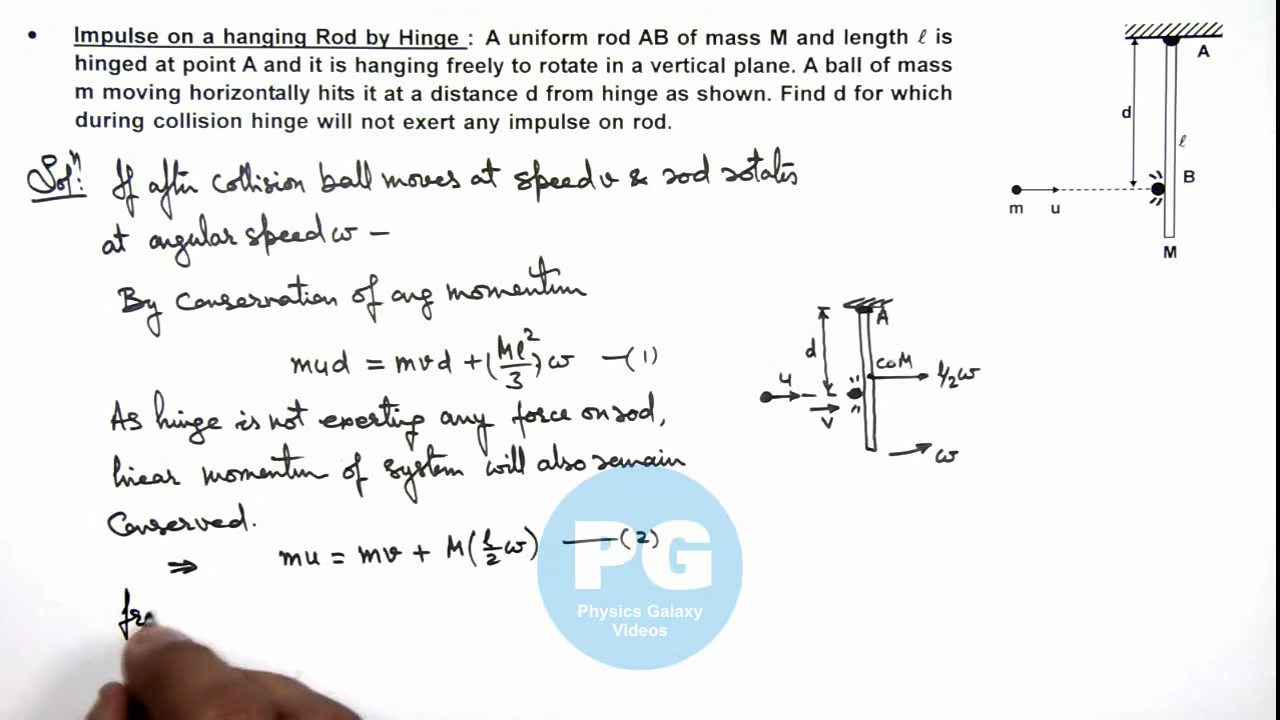 • Impulse on a hanging Rod by Hinge : A uniform rod AB of mass M and length ℓ is
hinged at point A and it is hanging freely to rotate in a vertical plane. A ball of mass
m moving horizontally hits it at a distance d from hinge as shown. Find d for which
during collision hinge will not exert any impulse on rod.
A
d
ℓ
B
m
u
M
Solⁿ: If after collision ball moves at speed v & rod rotates
at angular speed ω –
By conservation of ang momentum
mud = mvd + (Mℓ²/3) ω —(1)
As hinge is not exerting any force on rod,
linear momentum of system will also remain
Conserved.
⇒ mu = mv + M(ℓ/2 ω) —(2)
A
d
COM
ℓ/2 ω
u
v
ω
PG
Physics Galaxy
Videos